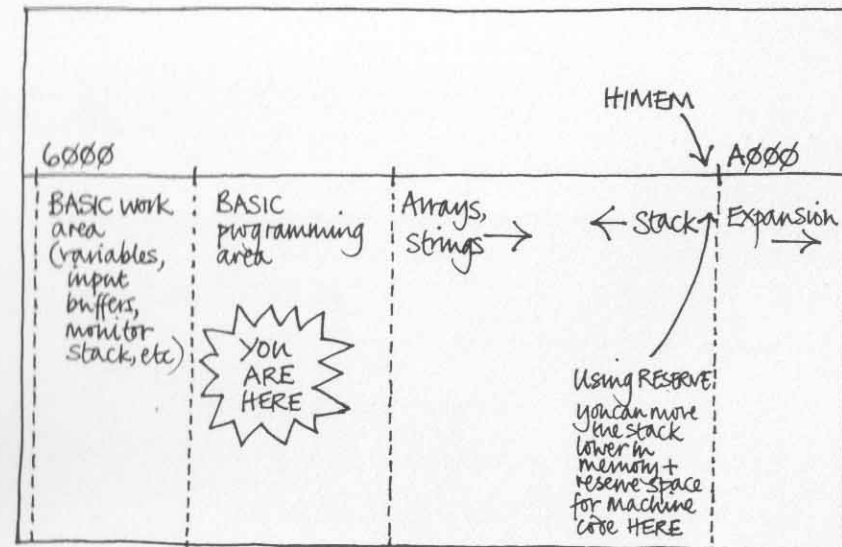 HIMEM
6000
A000
BASIC work
area
(variables,
input
buffers,
monitor
stack, etc)
BASIC
programming
area
YOU
ARE
HERE
Arrays,
Strings →
← Stack
Expansion
→
Using RESERVE
you can move
the stack
lower in
memory +
reserve space
for machine
code HERE